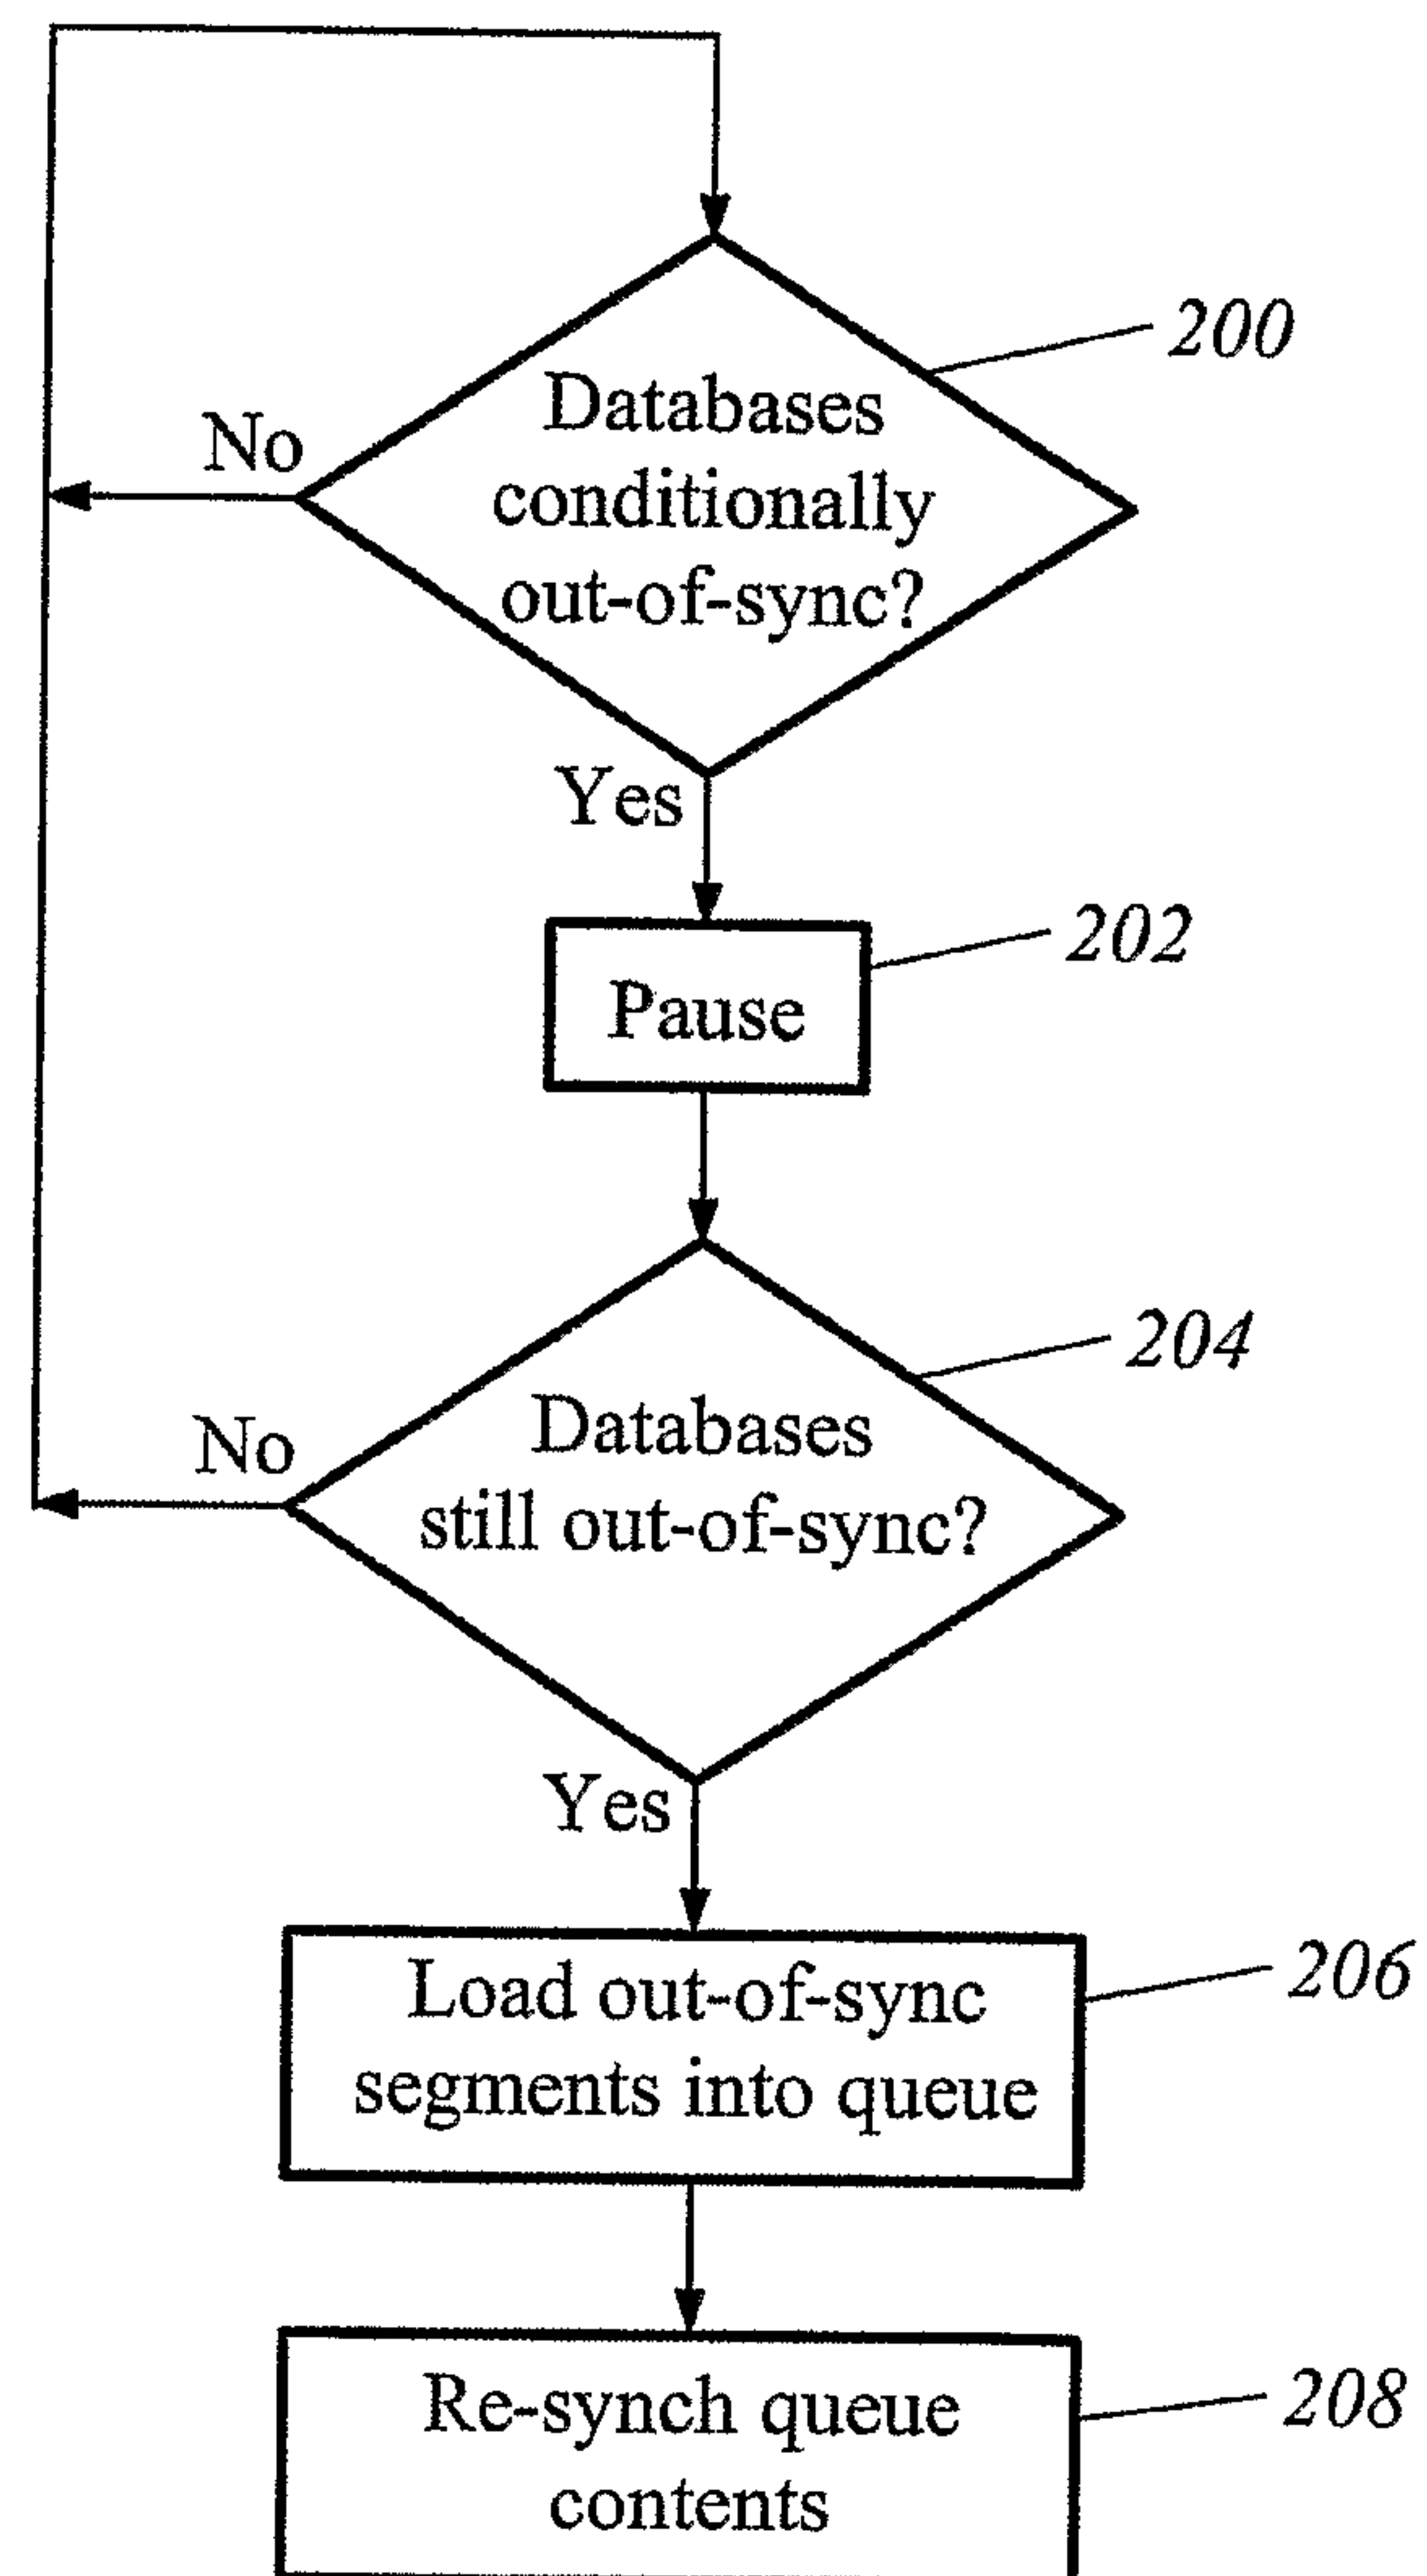 200
Databases
conditionally
out-of-sync?
No
Yes
202
Pause
204
Databases
still out-of-sync?
No
Yes
206
Load out-of-sync
segments into queue
208
Re-synch queue
contents